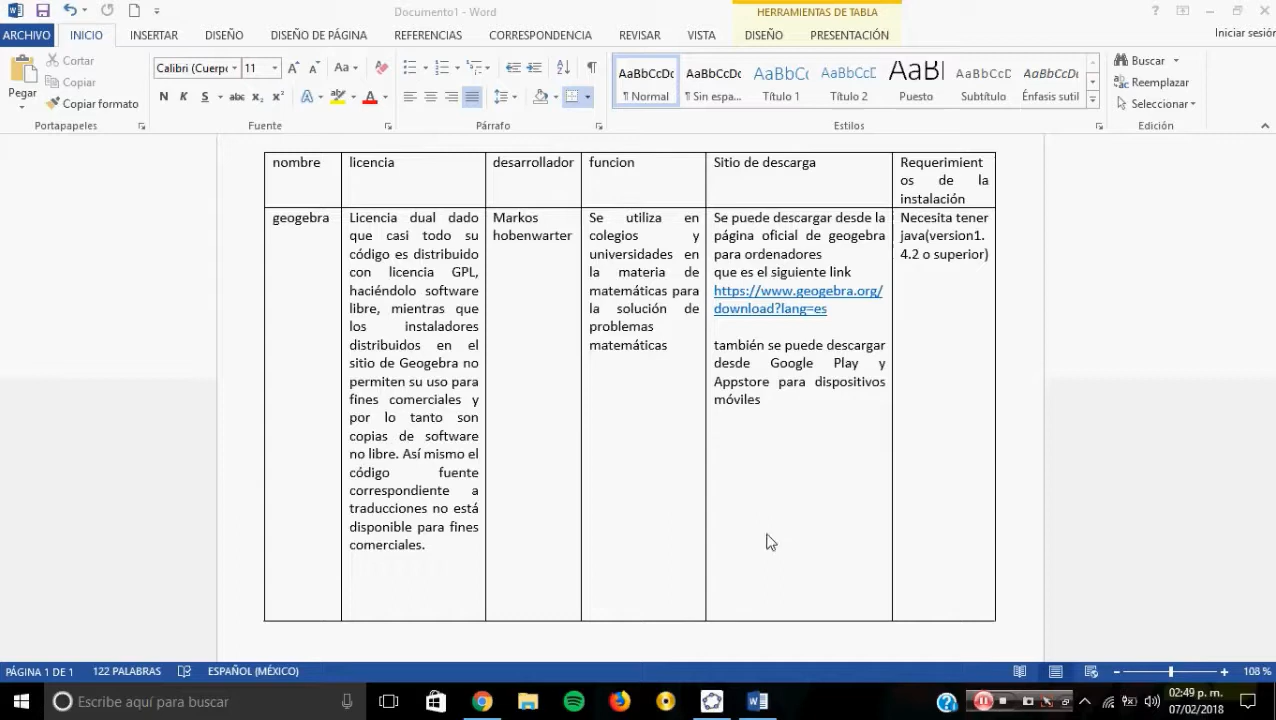 Documento1 - Word
HERRAMIENTAS DE TABLA
?
ARCHIVO INICIO INSERTAR DISEÑO DISEÑO DE PÁGINA REFERENCIAS CORRESPONDENCIA REVISAR VISTA DISEÑO PRESENTACIÓN Iniciar sesión
Pegar
Cortar
Copiar
Copiar formato
Portapapeles
Calibri (Cuerpo 11
Aa
N K S abc x₂ x²
Fuente
Párrafo
AaBbCcDc AaBbCcDc AaBbCc AaBbCcD AaBl AaBbCcD AaBbCcDc
¶ Normal ¶ Sin espa... Título 1 Título 2 Puesto Subtítulo Énfasis sutil
Estilos
Buscar
Reemplazar
Seleccionar
Edición
nombre
licencia
desarrollador
funcion
Sitio de descarga
Requerimient
os de la
instalación
geogebra
Licencia dual dado
que casi todo su
código es distribuido
con licencia GPL,
haciéndolo software
libre, mientras que
los instaladores
distribuidos en el
sitio de Geogebra no
permiten su uso para
fines comerciales y
por lo tanto son
copias de software
no libre. Así mismo el
código fuente
correspondiente a
traducciones no está
disponible para fines
comerciales.
Markos
hobenwarter
Se utiliza en
colegios y
universidades en
la materia de
matemáticas para
la solución de
problemas
matemáticas
Se puede descargar desde la
página oficial de geogebra
para ordenadores
que es el siguiente link
https://www.geogebra.org/
download?lang=es
también se puede descargar
desde Google Play y
Appstore para dispositivos
móviles
Necesita tener
java(version1.
4.2 o superior)
PÁGINA 1 DE 1 122 PALABRAS ESPAÑOL (MÉXICO) 108 %
Escribe aquí para buscar
02:49 p. m.
07/02/2018